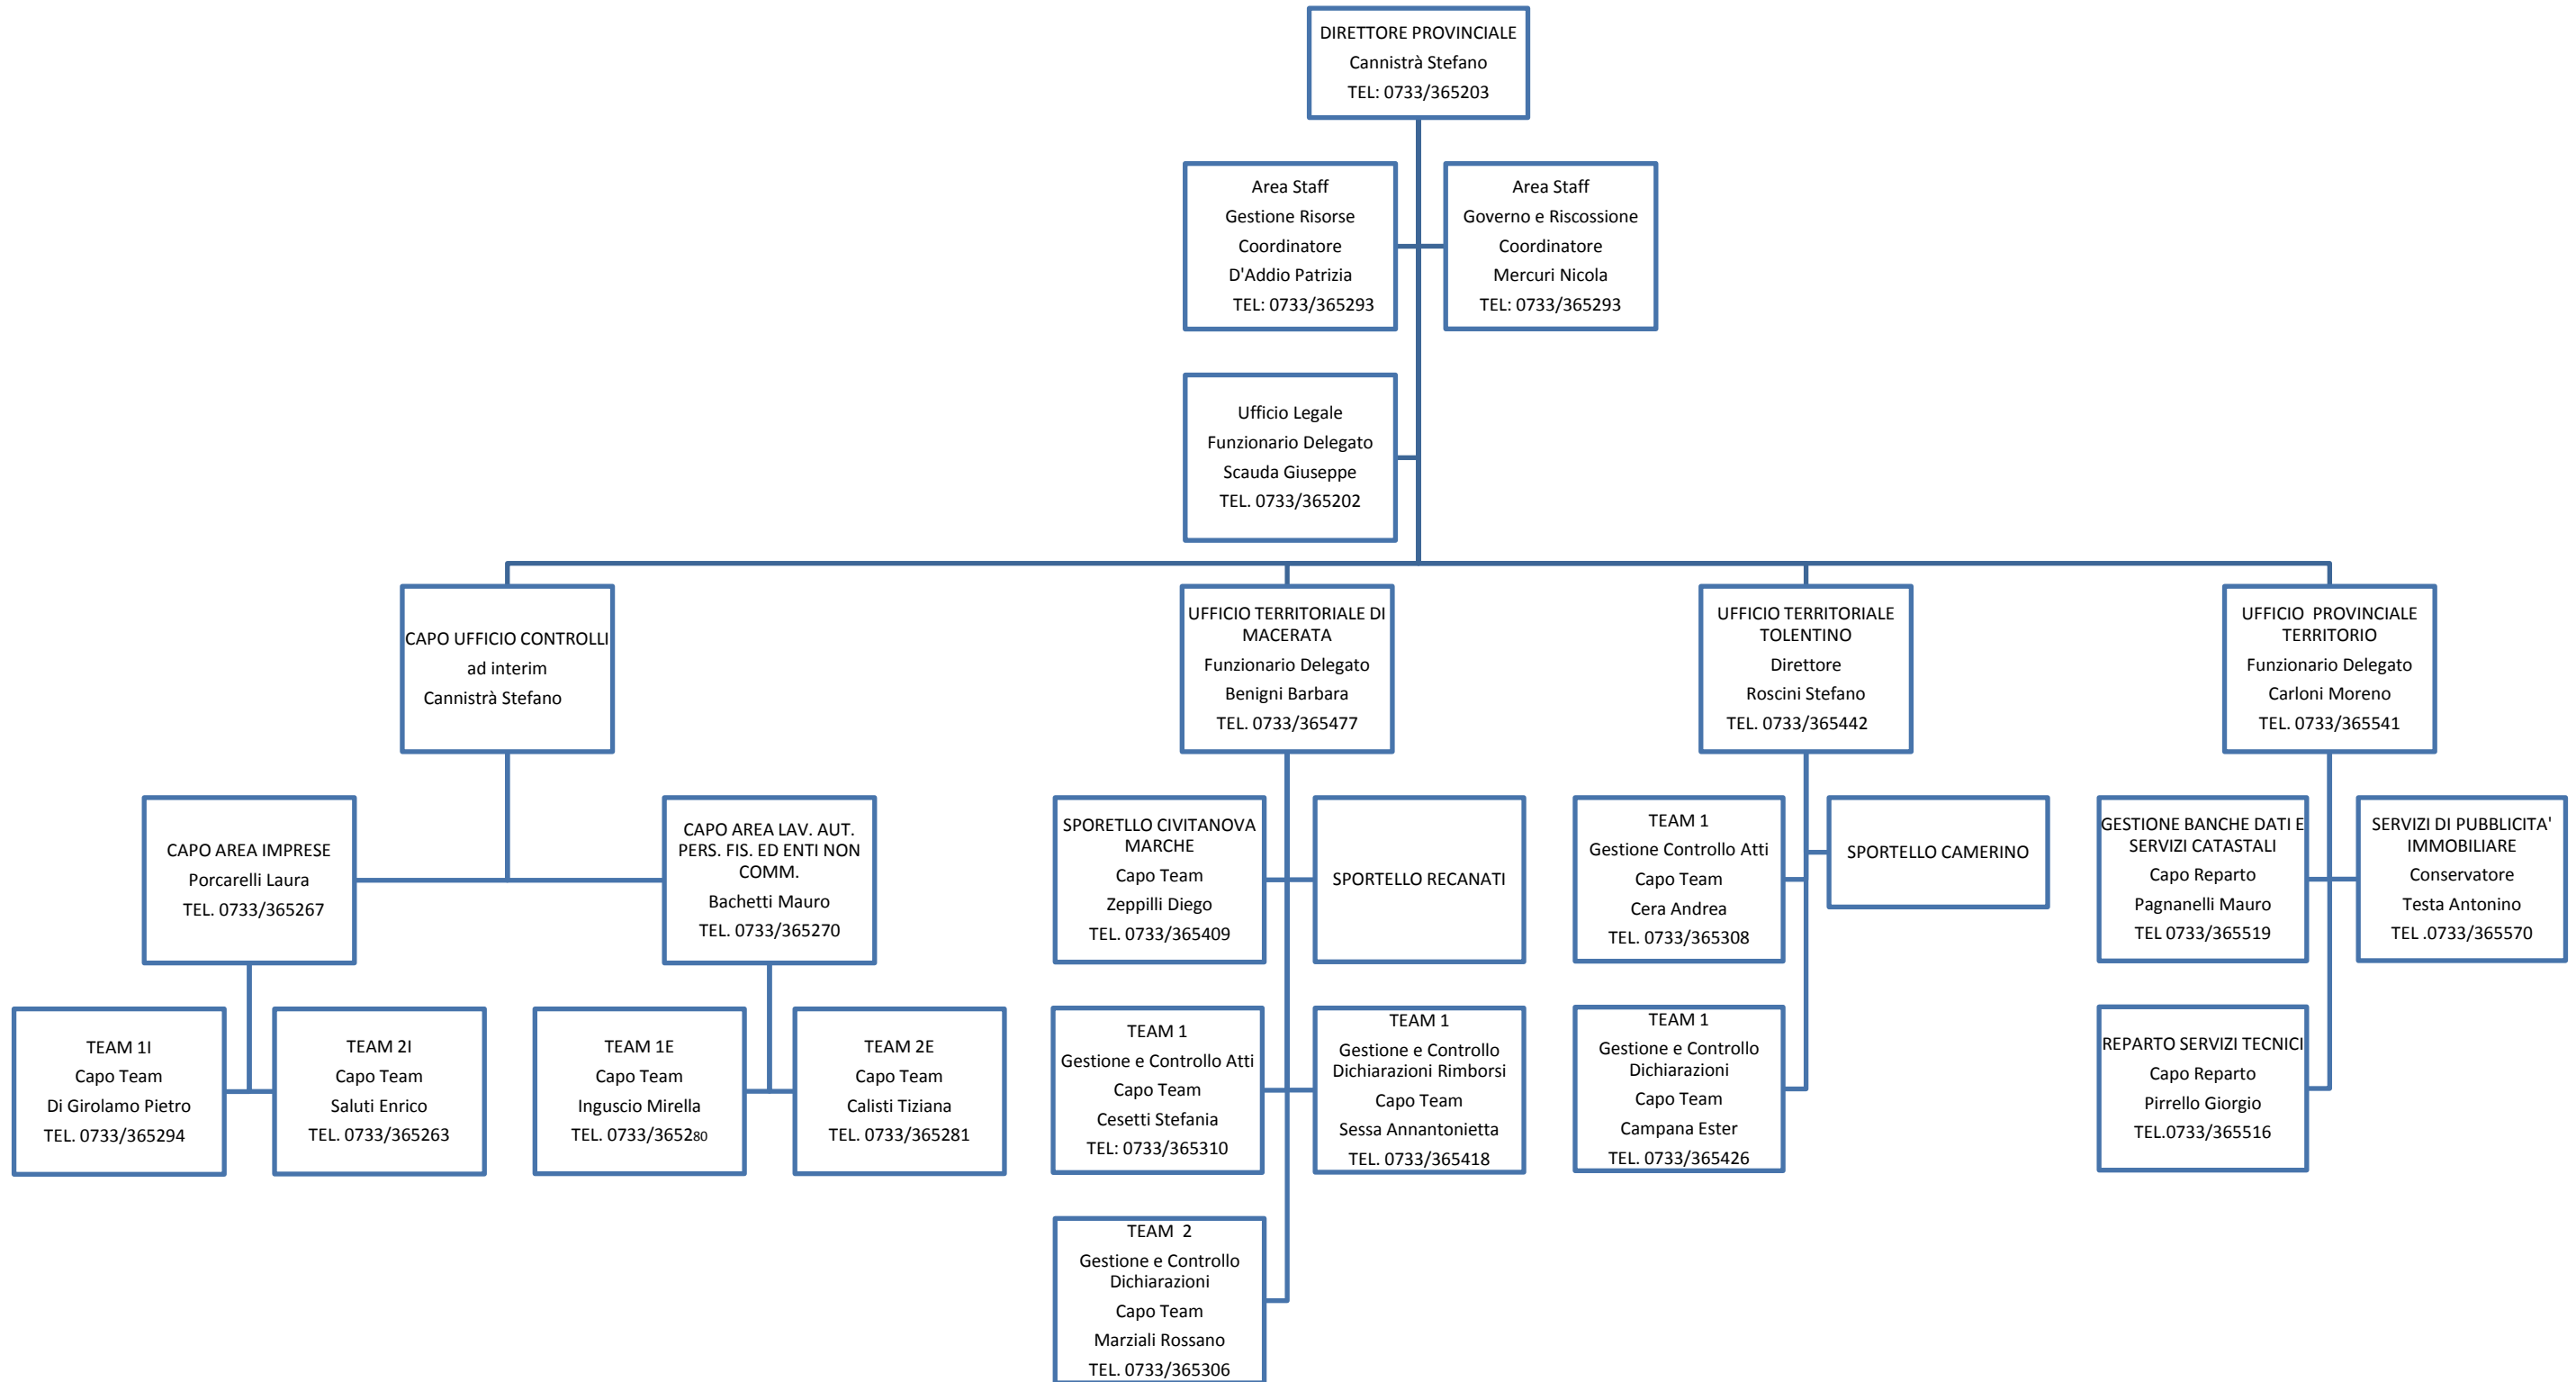 DIRETTORE PROVINCIALE
Cannistrà Stefano
TEL: 0733/365203
Area Staff
Gestione Risorse
Coordinatore
D'Addio Patrizia
TEL: 0733/365293
Area Staff
Governo e Riscossione
Coordinatore
Mercuri Nicola
TEL: 0733/365293
Ufficio Legale
Funzionario Delegato
Scauda Giuseppe
TEL. 0733/365202
CAPO UFFICIO CONTROLLI
ad interim
Cannistrà Stefano
UFFICIO TERRITORIALE DI
MACERATA
Funzionario Delegato
Benigni Barbara
TEL. 0733/365477
UFFICIO TERRITORIALE
TOLENTINO
Direttore
Roscini Stefano
TEL. 0733/365442
UFFICIO PROVINCIALE
TERRITORIO
Funzionario Delegato
Carloni Moreno
TEL. 0733/365541
CAPO AREA IMPRESE
Porcarelli Laura
TEL. 0733/365267
CAPO AREA LAV. AUT.
PERS. FIS. ED ENTI NON
COMM.
Bachetti Mauro
TEL. 0733/365270
SPORETLLO CIVITANOVA
MARCHE
Capo Team
Zeppilli Diego
TEL. 0733/365409
SPORTELLO RECANATI
TEAM 1
Gestione Controllo Atti
Capo Team
Cera Andrea
TEL. 0733/365308
SPORTELLO CAMERINO
GESTIONE BANCHE DATI E
SERVIZI CATASTALI
Capo Reparto
Pagnanelli Mauro
TEL 0733/365519
SERVIZI DI PUBBLICITA'
IMMOBILIARE
Conservatore
Testa Antonino
TEL .0733/365570
TEAM 1I
Capo Team
Di Girolamo Pietro
TEL. 0733/365294
TEAM 2I
Capo Team
Saluti Enrico
TEL. 0733/365263
TEAM 1E
Capo Team
Inguscio Mirella
TEL. 0733/365280
TEAM 2E
Capo Team
Calisti Tiziana
TEL. 0733/365281
TEAM 1
Gestione e Controllo Atti
Capo Team
Cesetti Stefania
TEL: 0733/365310
TEAM 1
Gestione e Controllo
Dichiarazioni Rimborsi
Capo Team
Sessa Annantonietta
TEL. 0733/365418
TEAM 1
Gestione e Controllo
Dichiarazioni
Capo Team
Campana Ester
TEL. 0733/365426
REPARTO SERVIZI TECNICI
Capo Reparto
Pirrello Giorgio
TEL.0733/365516
TEAM 2
Gestione e Controllo
Dichiarazioni
Capo Team
Marziali Rossano
TEL. 0733/365306